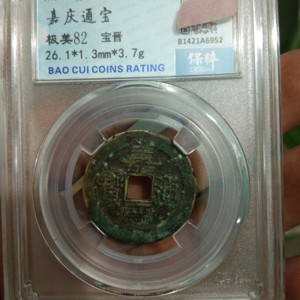 嘉庆通宝
极美82 宝晋
26.1*1.3mm*3.7g
BAO CUI COINS RATING
B1421A6952
保粹